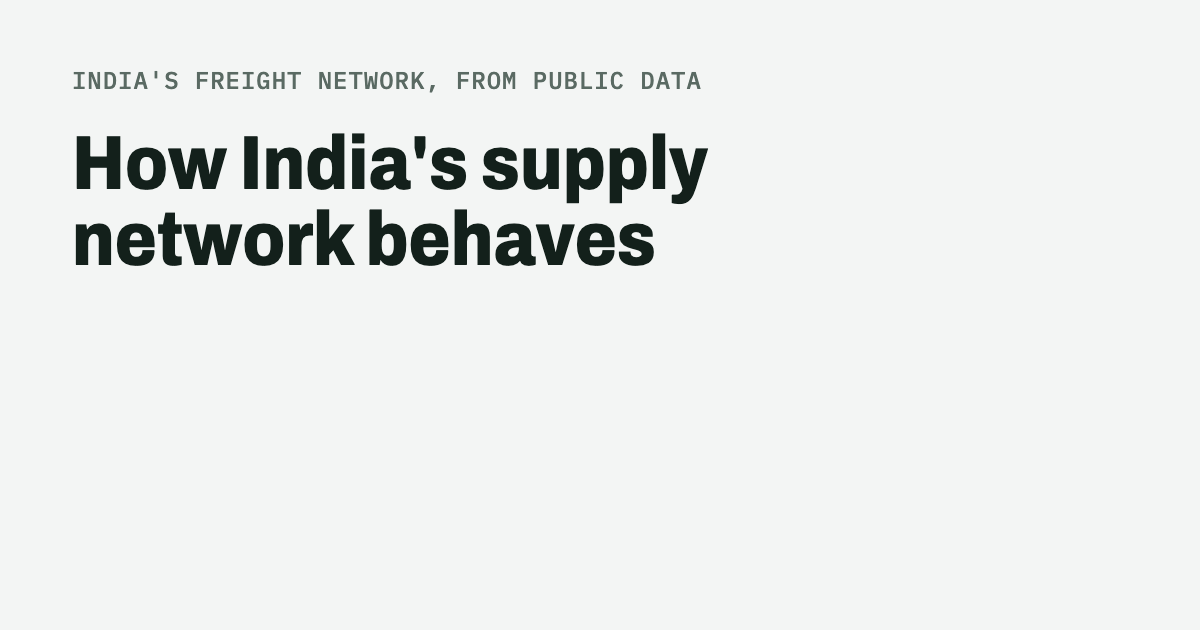 INDIA'S FREIGHT NETWORK, FROM PUBLIC DATA
How India's supply
network behaves